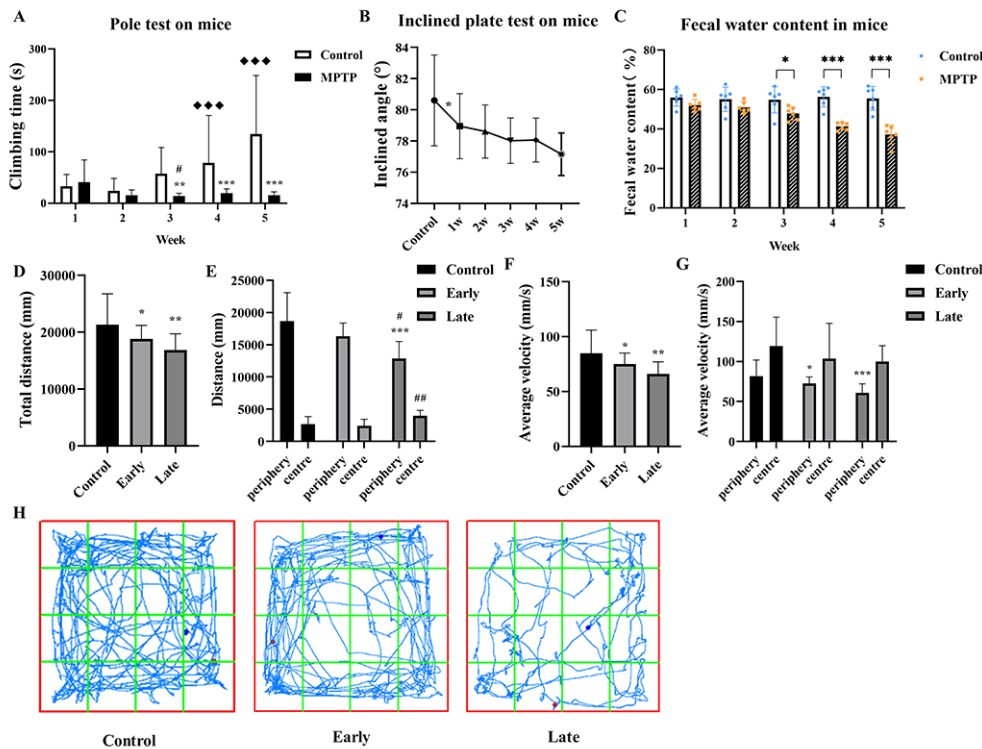 A
Pole test on mice
Climbing time (s)
300
200
100
50
0
Control
MPTP
◆◆◆
◆◆◆
#
**
***
***
1 2 3 4 5
Week
B
Inclined plate test on mice
Inclined angle (°)
84
82
80
78
76
74
*
Control 1w 2w 3w 4w 5w
C
Fecal water content in mice
Fecal water content( %)
80
60
40
20
0
Control
MPTP
* *** ***
1 2 3 4 5
Week
D
Total distance (mm)
30000
20000
10000
0
* **
Control Early Late
E
Distance (mm)
25000
20000
15000
10000
5000
0
Control
Early
Late
#
***
##
periphery centre periphery centre periphery centre
F
Average velocity (mm/s)
150
100
50
0
* **
Control Early Late
G
Average velocity (mm/s)
200
150
100
50
0
Control
Early
Late
* ***
periphery centre periphery centre periphery centre
H
Control Early Late